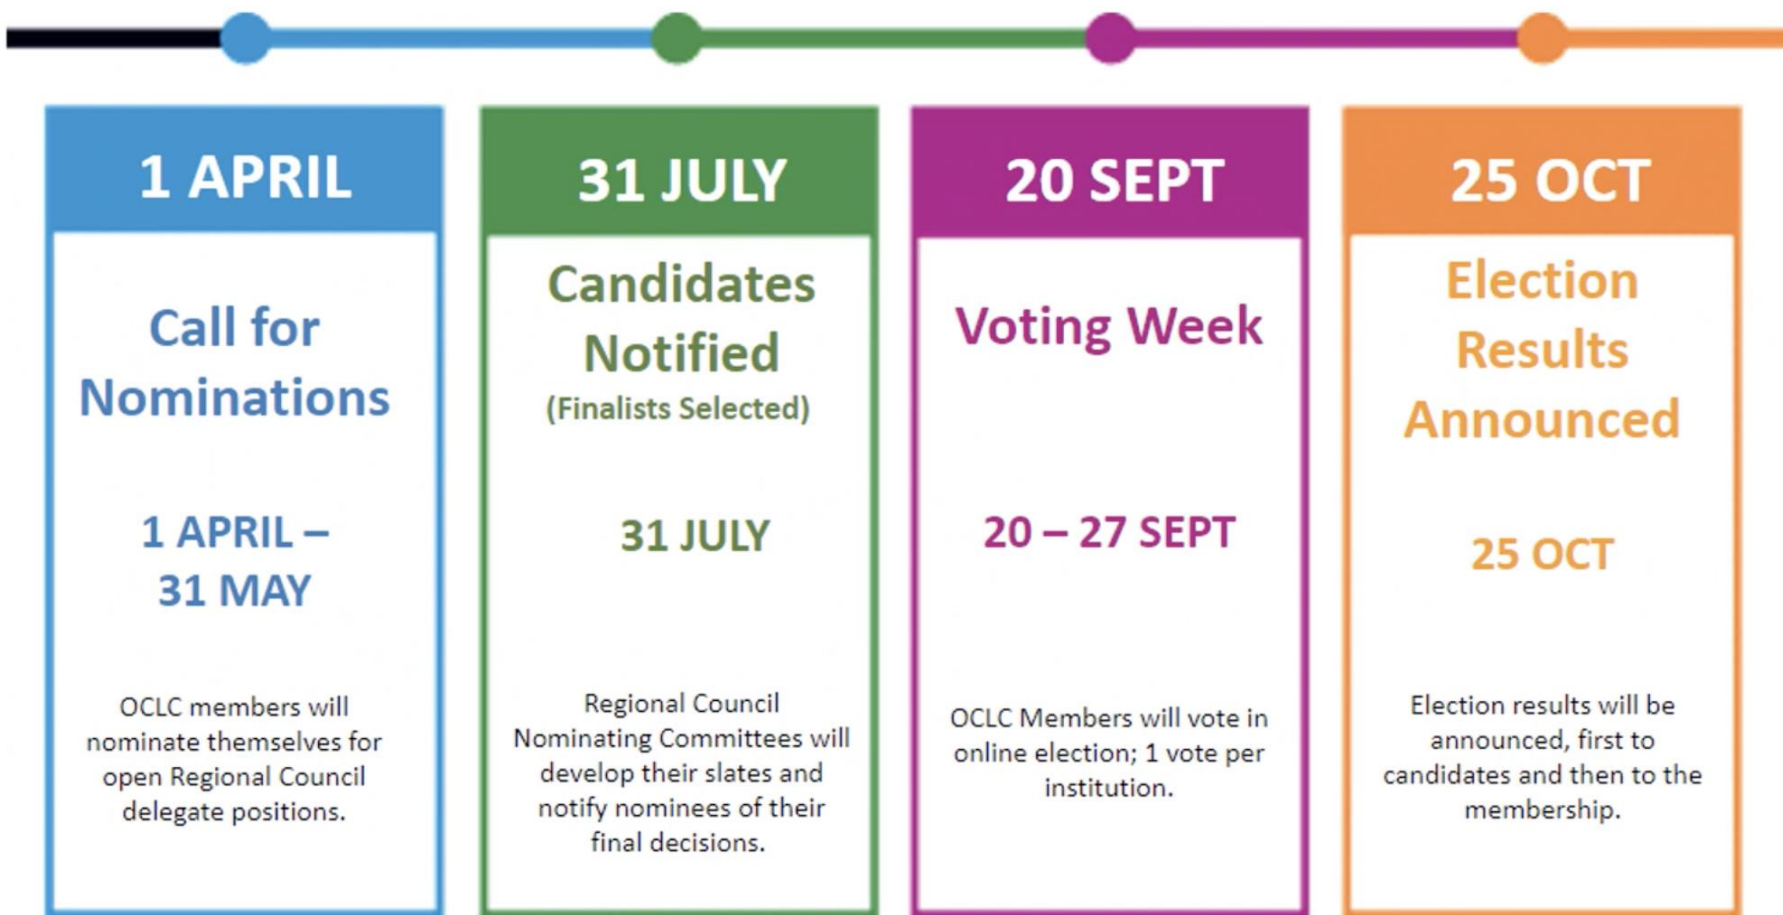 1 APRIL
Call for
Nominations
1 APRIL –
31 MAY
OCLC members will
nominate themselves for
open Regional Council
delegate positions.
31 JULY
Candidates
Notified
(Finalists Selected)
31 JULY
Regional Council
Nominating Committees will
develop their slates and
notify nominees of their
final decisions.
20 SEPT
Voting Week
20 – 27 SEPT
OCLC Members will vote in
online election; 1 vote per
institution.
25 OCT
Election
Results
Announced
25 OCT
Election results will be
announced, first to
candidates and then to the
membership.